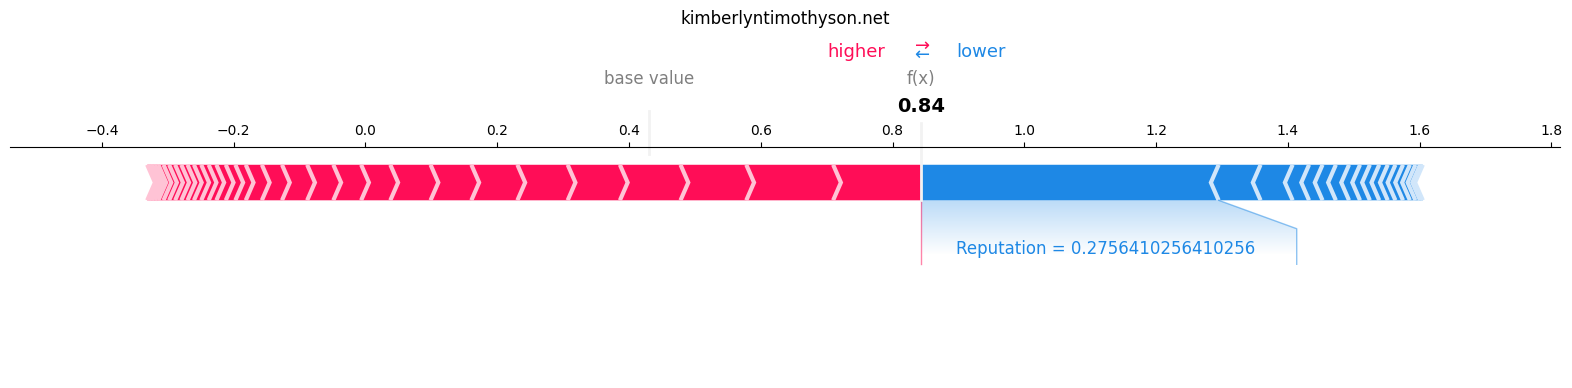 kimberlyntimothyson.net
higher → ← lower
base value f(x)
0.84
−0.4 −0.2 0.0 0.2 0.4 0.6 0.8 1.0 1.2 1.4 1.6 1.8
Reputation = 0.2756410256410256